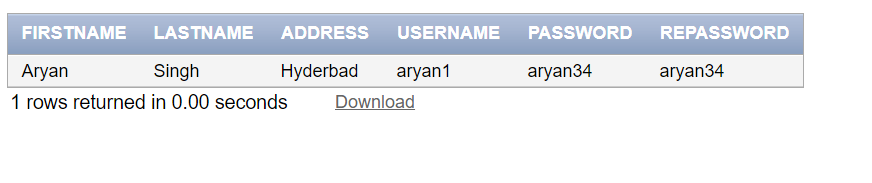 FIRSTNAME LASTNAME ADDRESS USERNAME PASSWORD REPASSWORD
Aryan Singh Hyderbad aryan1 aryan34 aryan34
1 rows returned in 0.00 seconds Download